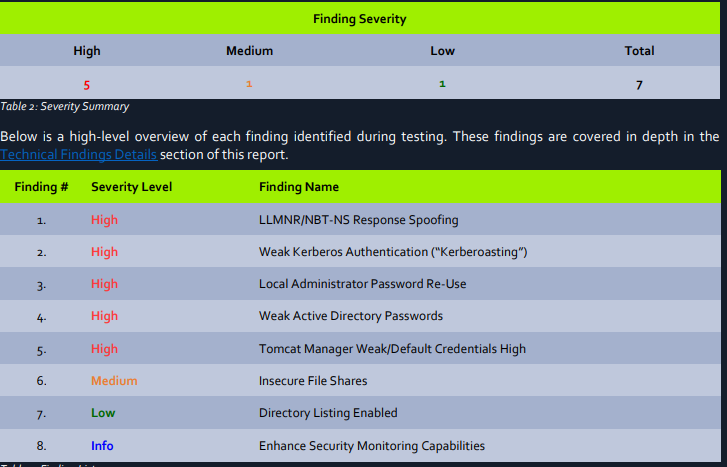 Finding Severity
High Medium Low Total
5 1 1 7
Table 2: Severity Summary
Below is a high-level overview of each finding identified during testing. These findings are covered in depth in the
Technical Findings Details section of this report.
Finding # Severity Level Finding Name
1. High LLMNR/NBT-NS Response Spoofing
2. High Weak Kerberos Authentication (“Kerberoasting”)
3. High Local Administrator Password Re-Use
4. High Weak Active Directory Passwords
5. High Tomcat Manager Weak/Default Credentials High
6. Medium Insecure File Shares
7. Low Directory Listing Enabled
8. Info Enhance Security Monitoring Capabilities